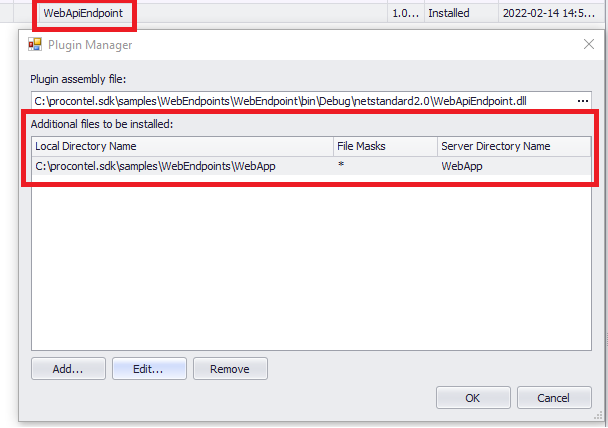 WebApiEndpoint 1.0... Installed 2022-02-14 14:5...
Plugin Manager
Plugin assembly file:
C:\procontel.sdk\samples\WebEndpoints\WebEndpoint\bin\Debug\netstandard2.0\WebApiEndpoint.dll ...
Additional files to be installed:
Local Directory Name File Masks Server Directory Name
C:\procontel.sdk\samples\WebEndpoints\WebApp * WebApp
Add... Edit... Remove
OK Cancel